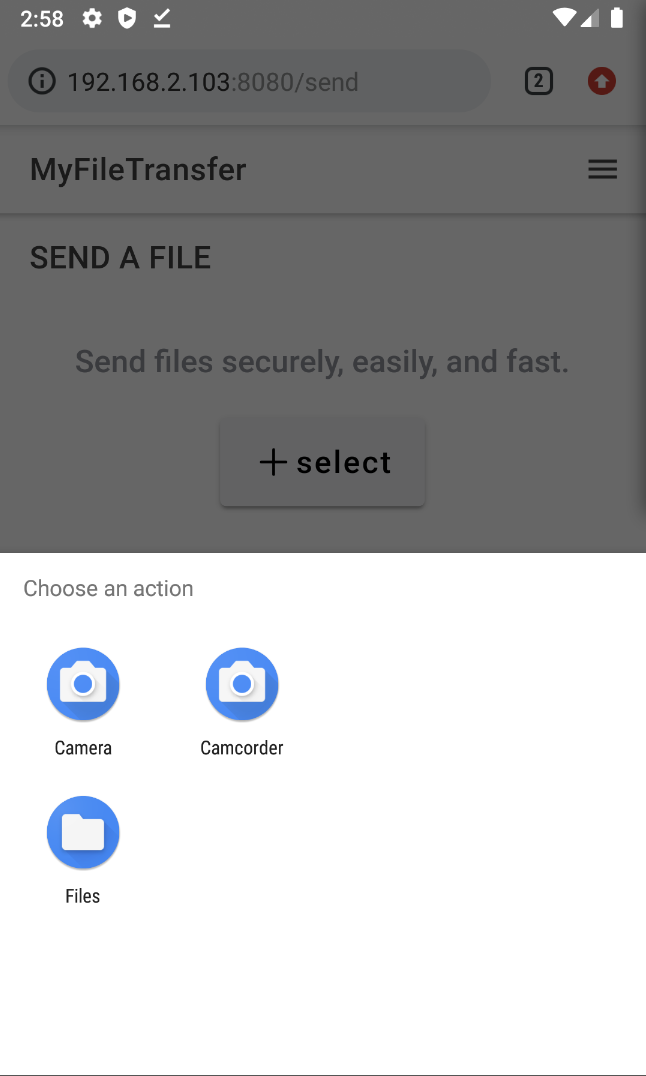 2:58
192.168.2.103:8080/send
2
MyFileTransfer
SEND A FILE
Send files securely, easily, and fast.
+select
Choose an action
Camera
Camcorder
Files